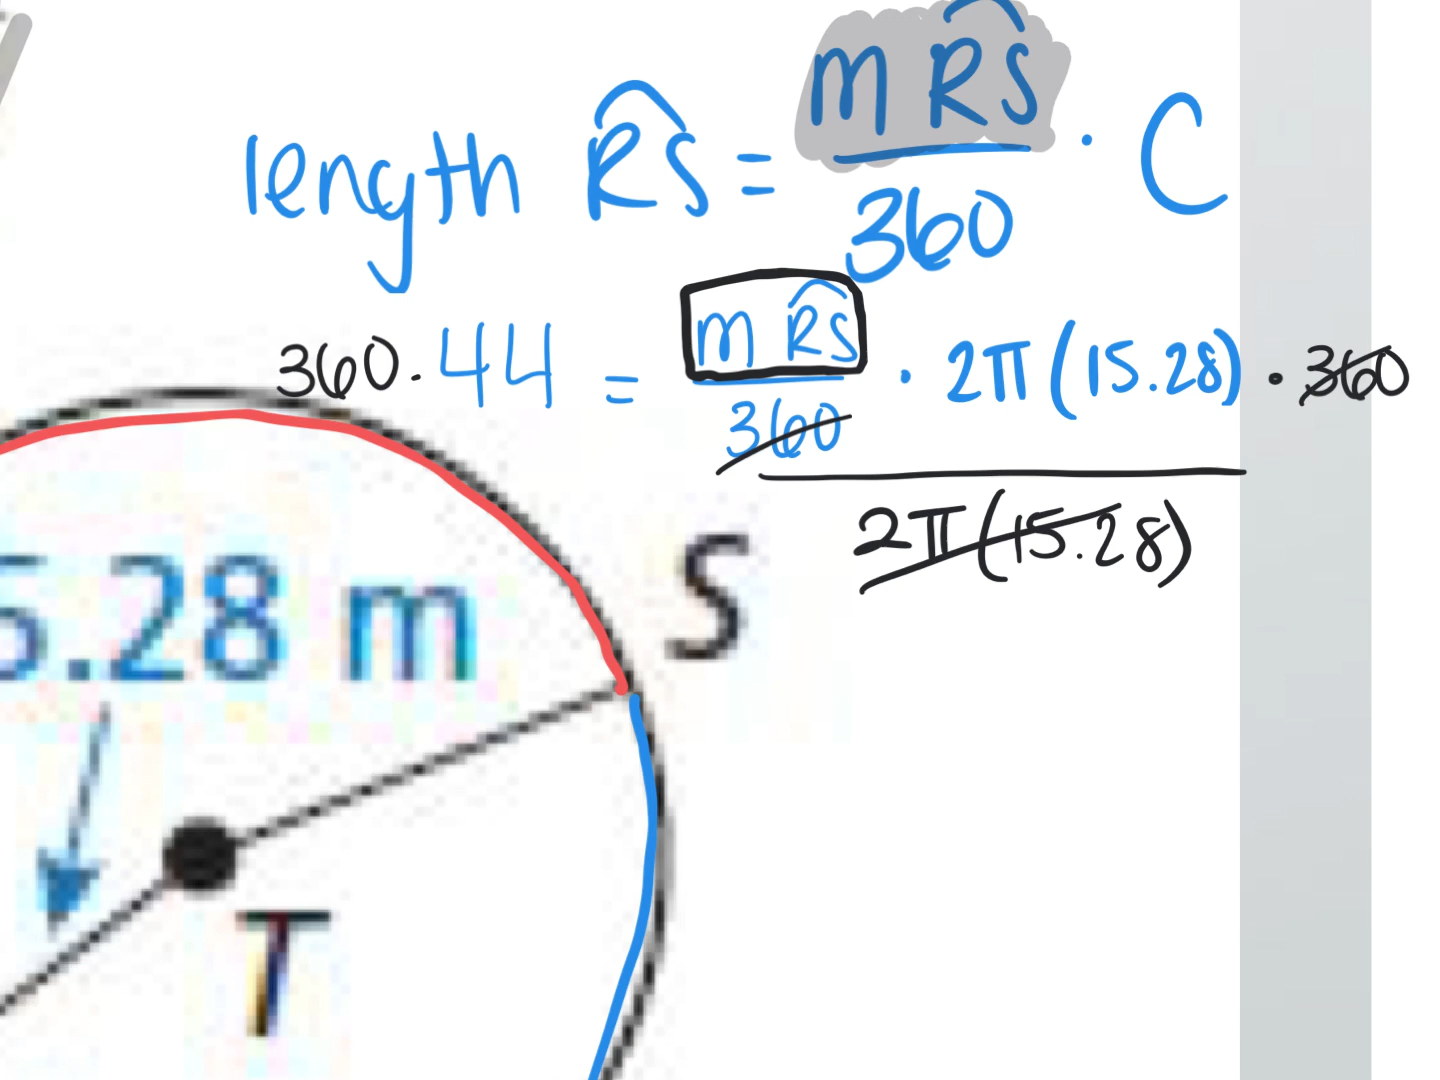 length R͡S = m R͡S / 360 · C
360 · 44 = m R͡S / 360 · 2π(15.28) · 360
2π(15.28)
5.28 m
S
T